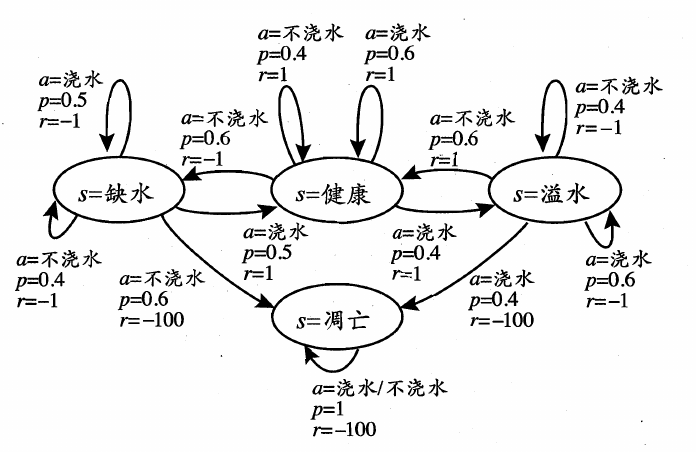 a=不浇水
p=0.4
r=1
a=浇水
p=0.6
r=1
a=浇水
p=0.5
r=−1
a=不浇水
p=0.6
r=−1
a=不浇水
p=0.6
r=1
a=不浇水
p=0.4
r=−1
s=缺水
s=健康
s=溢水
a=不浇水
p=0.4
r=−1
a=不浇水
p=0.6
r=−100
a=浇水
p=0.5
r=1
a=浇水
p=0.4
r=1
a=浇水
p=0.4
r=−100
a=浇水
p=0.6
r=−1
s=凋亡
a=浇水/不浇水
p=1
r=−100